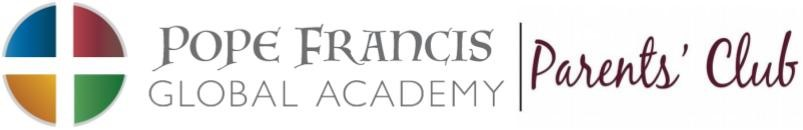 POPE FRANCIS
GLOBAL ACADEMY
Parents' Club